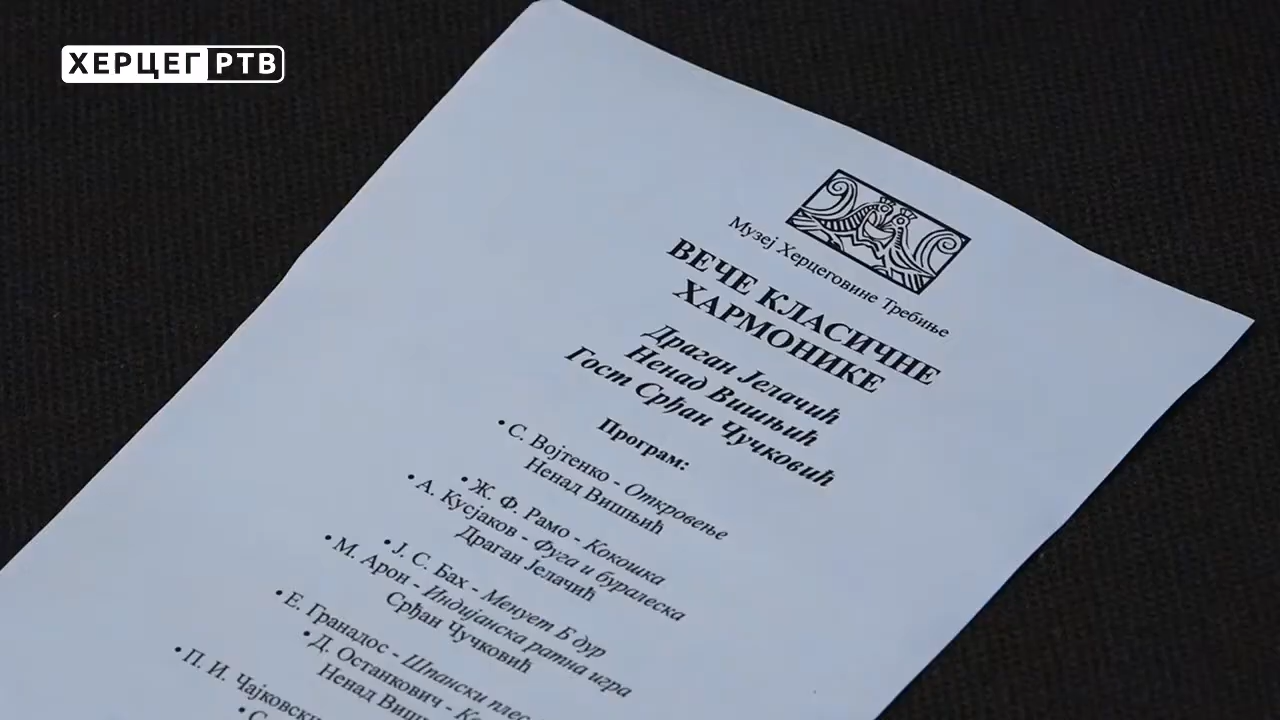 ХЕРЦЕГ РТВ
Музеј Херцеговине Требиње
ВЕЧЕ КЛАСИЧНЕ
ХАРМОНИКЕ
Драган Јелачић
Ненад Вишњић
Гост Срђан Чучковић
Програм:
• С. Војтенко - Откровење
Ненад Вишњић
• Ж. Ф. Рамо - Кокошка
• А. Кусјаков - Фуга и буралеска
Драган Јелачић
• Ј. С. Бах - Менует Б дур
• М. Арон - Индијанска ратна игра
Срђан Чучковић
• Е. Гранадос - Шпански плес
• Д. Останкович -
Ненад
• П. И.